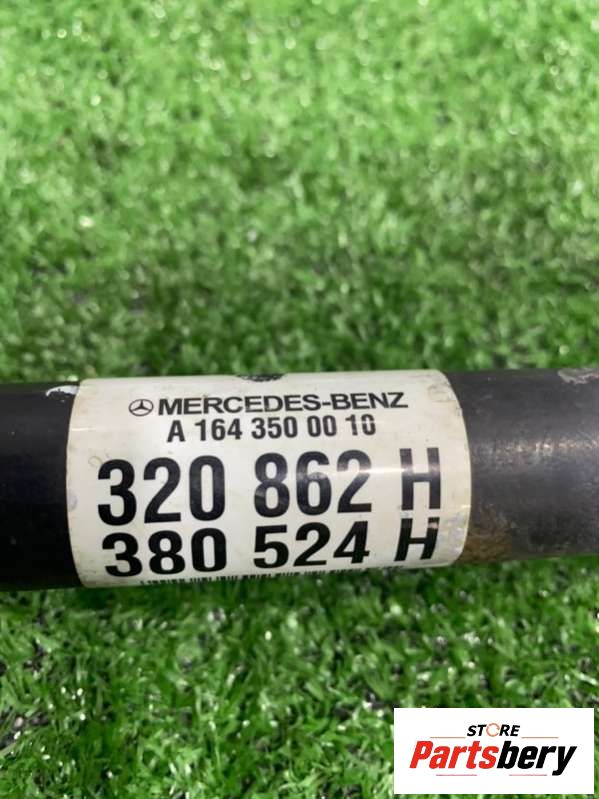 MERCEDES-BENZ
A 164 350 00 10
320 862 H
380 524 H
STORE
Partsbery